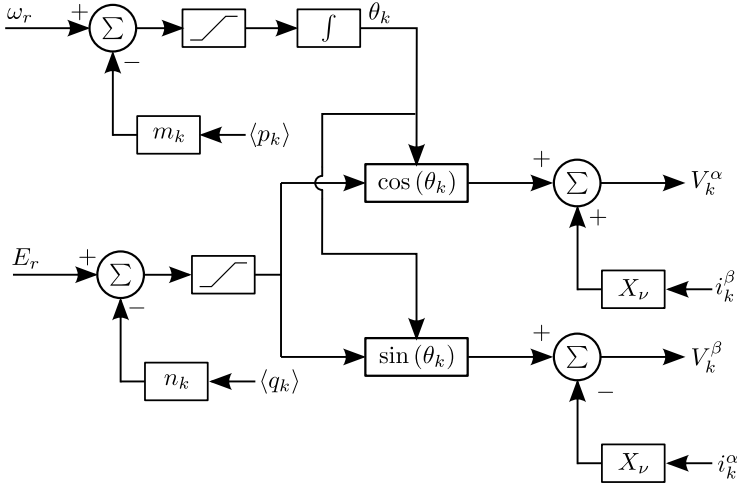 ω_r + ∑ ∫ θ_k
−
m_k ⟨p_k⟩
cos (θ_k) + ∑ V_k^α
+
E_r + ∑
−
X_ν i_k^β
sin (θ_k) + ∑ V_k^β
n_k ⟨q_k⟩
−
X_ν i_k^α